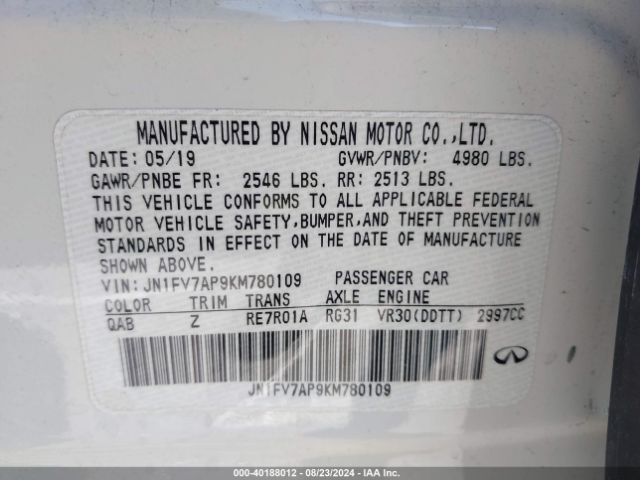 MANUFACTURED BY NISSAN MOTOR CO.,LTD.
DATE: 05/19 GVWR/PNBV: 4980 LBS.
GAWR/PNBE FR: 2546 LBS. RR: 2513 LBS.
THIS VEHICLE CONFORMS TO ALL APPLICABLE FEDERAL
MOTOR VEHICLE SAFETY,BUMPER,AND THEFT PREVENTION
STANDARDS IN EFFECT ON THE DATE OF MANUFACTURE
SHOWN ABOVE.
VIN:JN1FV7AP9KM780109 PASSENGER CAR
COLOR TRIM TRANS AXLE ENGINE
QAB Z RE7R01A RG31 VR30(DDTT) 2997CC
JN1FV7AP9KM780109
000-40188012 - 08/23/2024 - IAA Inc.